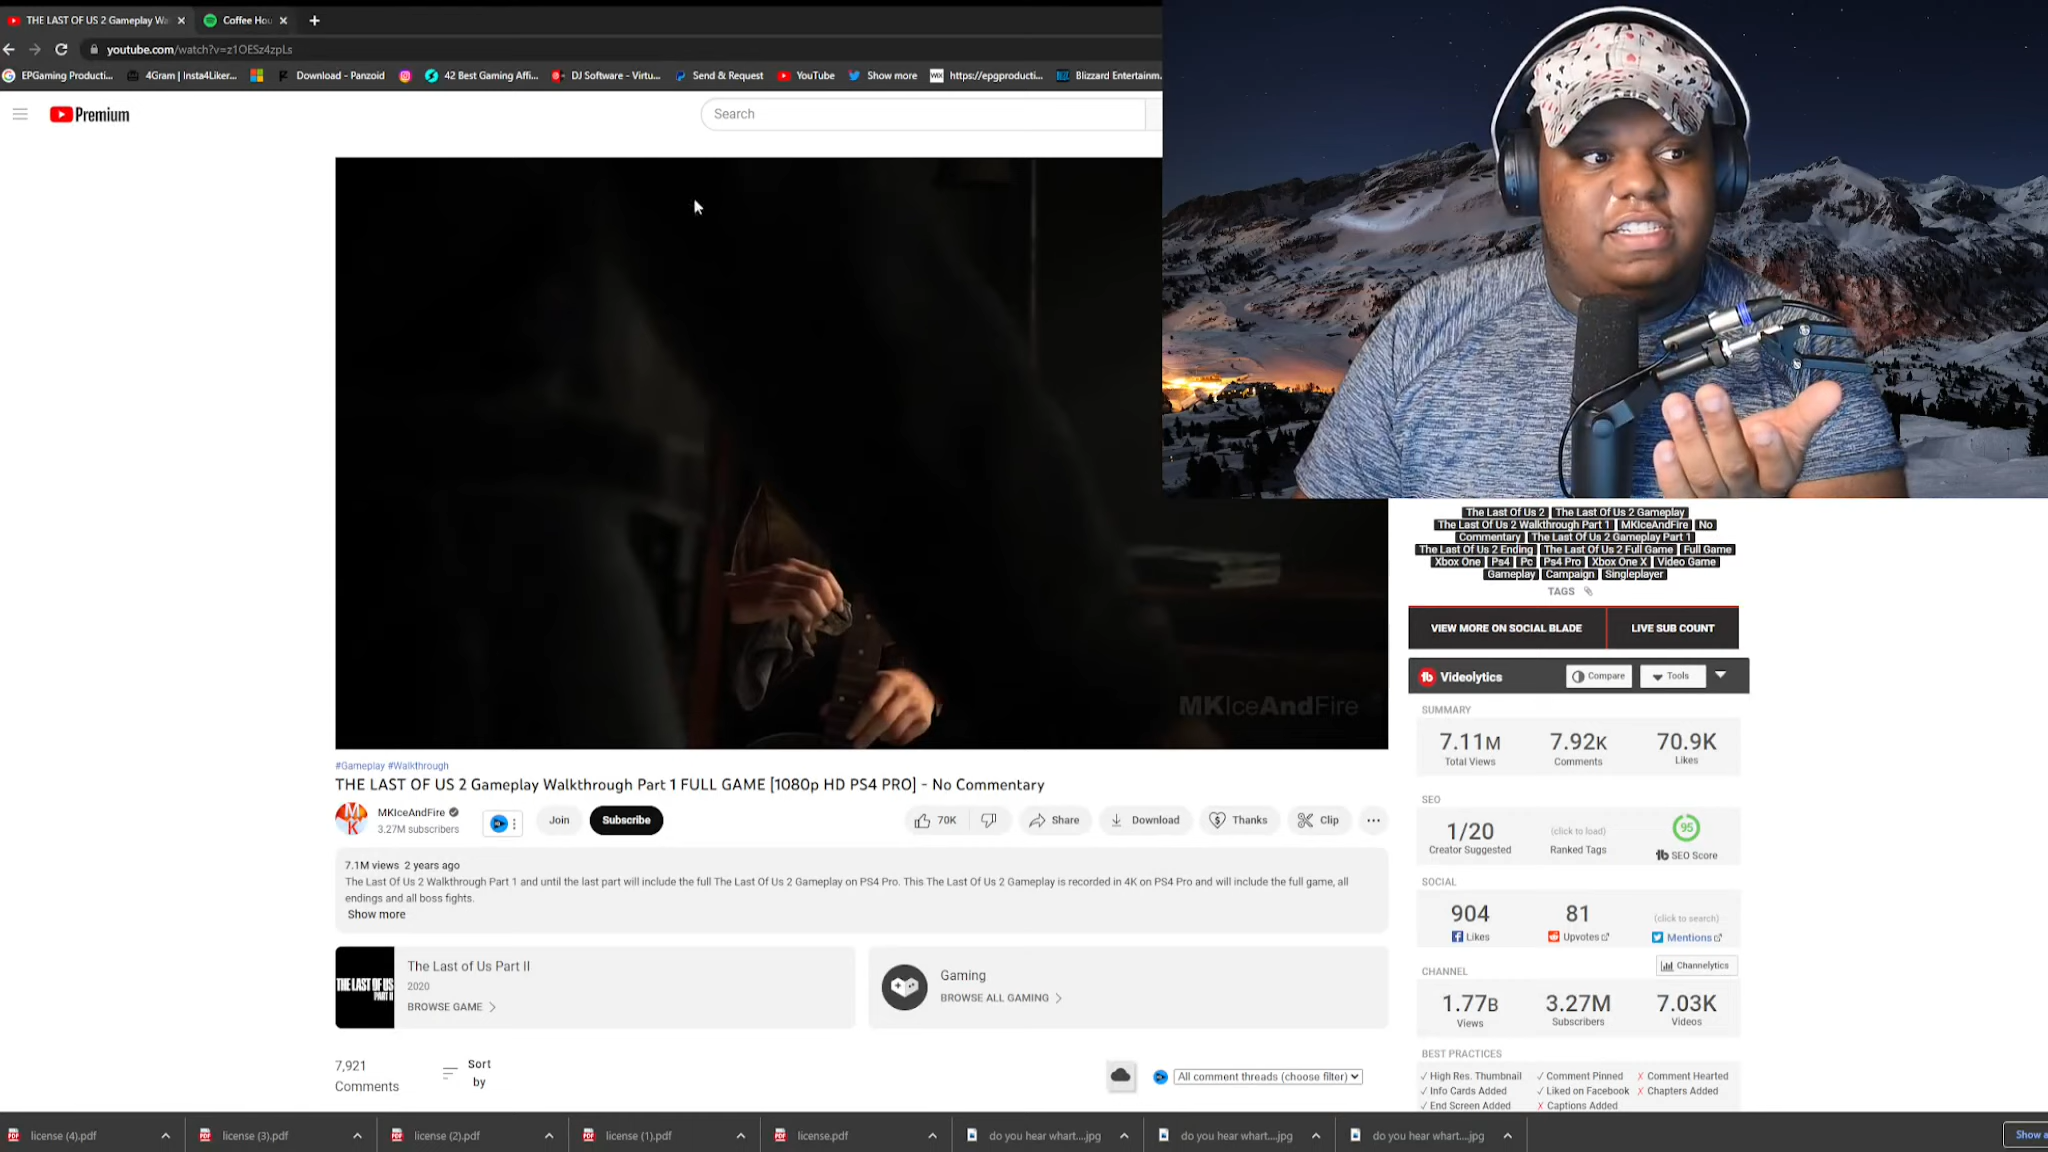 THE LAST OF US 2 Gameplay Wa
Coffee Hou
youtube.com/watch?v=z1OESz4zpLs
EPGaming Producti...
4Gram | Insta4Liker...
Download - Panzoid
42 Best Gaming Affi...
DJ Software - Virtu...
Send & Request
YouTube
Show more
https://epgproducti...
Blizzard Entertainm.
Premium
Search
MKIceAndFire
The Last Of Us 2 The Last Of Us 2 Gameplay
The Last Of Us 2 Walkthrough Part 1 MKIceAndFire No
Commentary The Last Of Us 2 Gameplay Part 1
The Last Of Us 2 Ending The Last Of Us 2 Full Game Full Game
Xbox One Ps4 Pc Ps4 Pro Xbox One X Video Game
Gameplay Campaign Singleplayer
TAGS
VIEW MORE ON SOCIAL BLADE
LIVE SUB COUNT
Videolytics
Compare
Tools
SUMMARY
7.11M 7.92K 70.9K
Total Views Comments Likes
SEO
1/20 (click to load) 95
Creator Suggested Ranked Tags tb SEO Score
SOCIAL
904 81 (click to search)
Likes Upvotes Mentions
CHANNEL Channelytics
1.77B 3.27M 7.03K
Views Subscribers Videos
BEST PRACTICES
✓ High Res. Thumbnail ✓ Comment Pinned ✗ Comment Hearted
✓ Info Cards Added ✓ Liked on Facebook ✗ Chapters Added
✓ End Screen Added ✗ Captions Added
#Gameplay #Walkthrough
THE LAST OF US 2 Gameplay Walkthrough Part 1 FULL GAME [1080p HD PS4 PRO] - No Commentary
MK
MKIceAndFire
3.27M subscribers
Join
Subscribe
70K
Share
Download
Thanks
Clip
7.1M views 2 years ago
The Last Of Us 2 Walkthrough Part 1 and until the last part will include the full The Last Of Us 2 Gameplay on PS4 Pro. This The Last Of Us 2 Gameplay is recorded in 4K on PS4 Pro and will include the full game, all
endings and all boss fights.
Show more
THE LAST OF US
PART II
The Last of Us Part II
2020
BROWSE GAME
Gaming
BROWSE ALL GAMING
7,921
Comments
Sort
by
All comment threads (choose filter)
license (4).pdf
license (3).pdf
license (2).pdf
license (1).pdf
license.pdf
do you hear whart....jpg
do you hear whart....jpg
do you hear whart....jpg
Show a